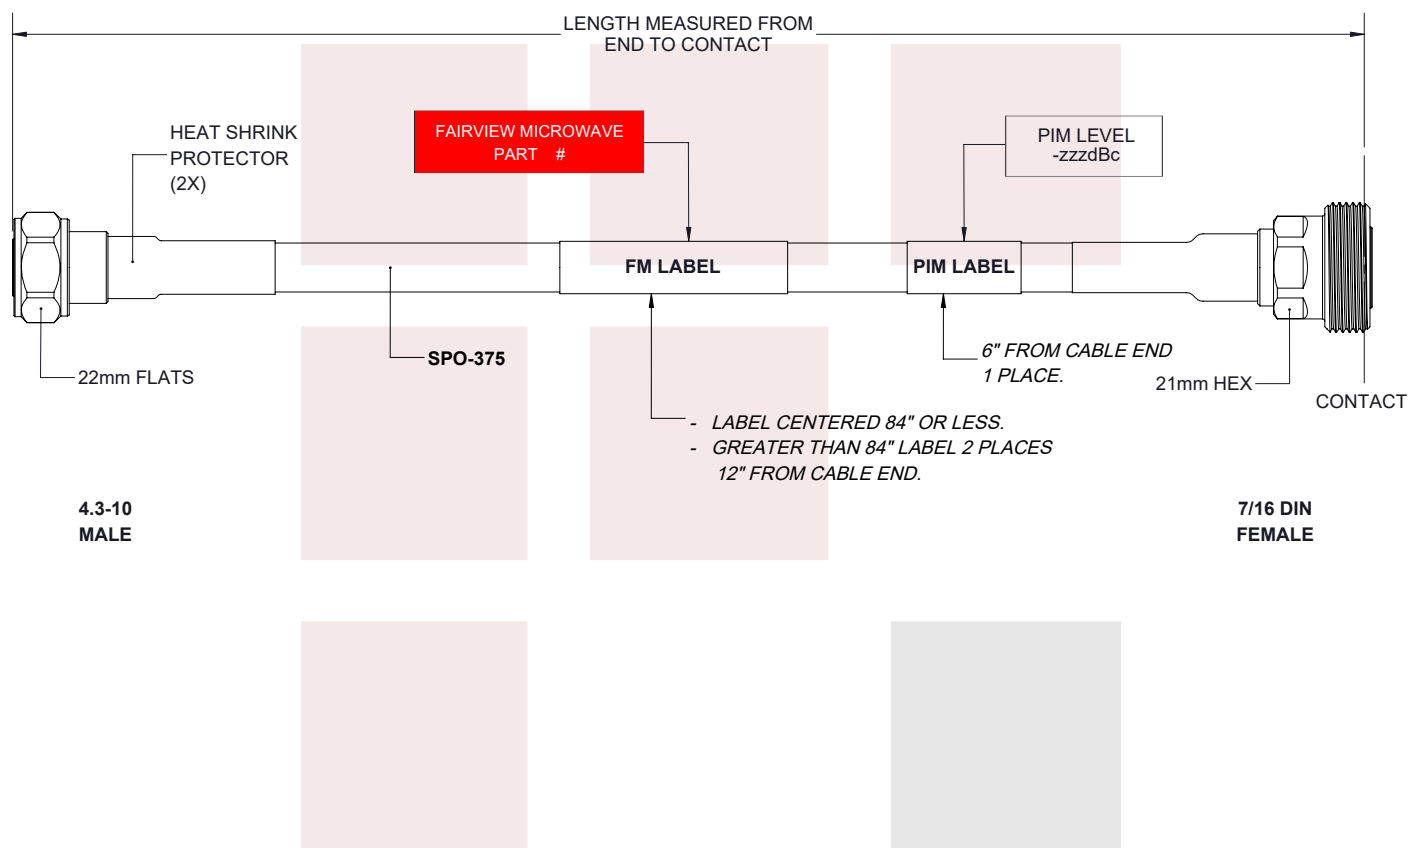 LENGTH MEASURED FROM
END TO CONTACT
HEAT SHRINK
PROTECTOR
(2X)
FAIRVIEW MICROWAVE
PART #
PIM LEVEL
-zzzdBc
FM LABEL
PIM LABEL
SPO-375
22mm FLATS
6" FROM CABLE END
1 PLACE.
21mm HEX
CONTACT
- LABEL CENTERED 84" OR LESS.
- GREATER THAN 84" LABEL 2 PLACES
12" FROM CABLE END.
4.3-10
MALE
7/16 DIN
FEMALE